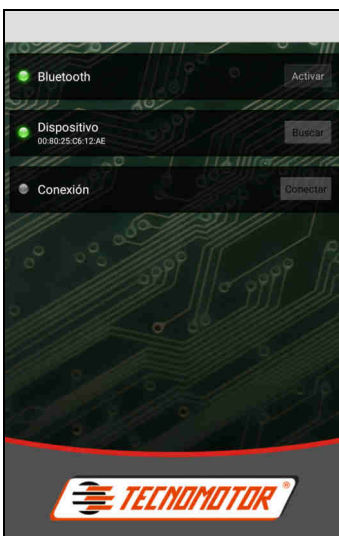 Bluetooth
Activar
Dispositivo
00:80:25:C6:12:AE
Buscar
Conexión
Conectar
TECNOMOTOR®